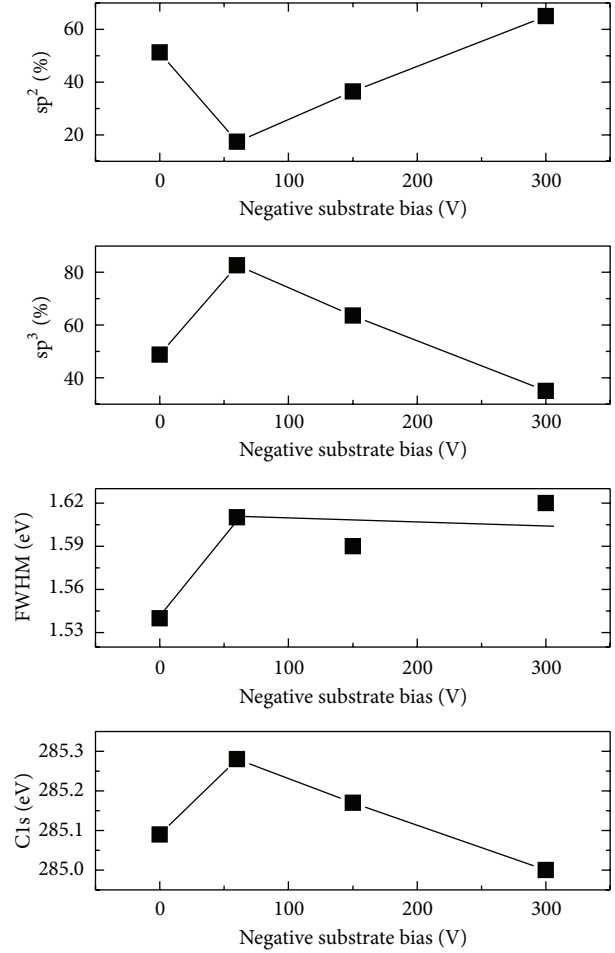 60
40
20
sp² (%)
0 100 200 300
Negative substrate bias (V)
80
60
40
sp³ (%)
0 100 200 300
Negative substrate bias (V)
1.62
1.59
1.56
1.53
FWHM (eV)
0 100 200 300
Negative substrate bias (V)
285.3
285.2
285.1
285.0
C1s (eV)
0 100 200 300
Negative substrate bias (V)